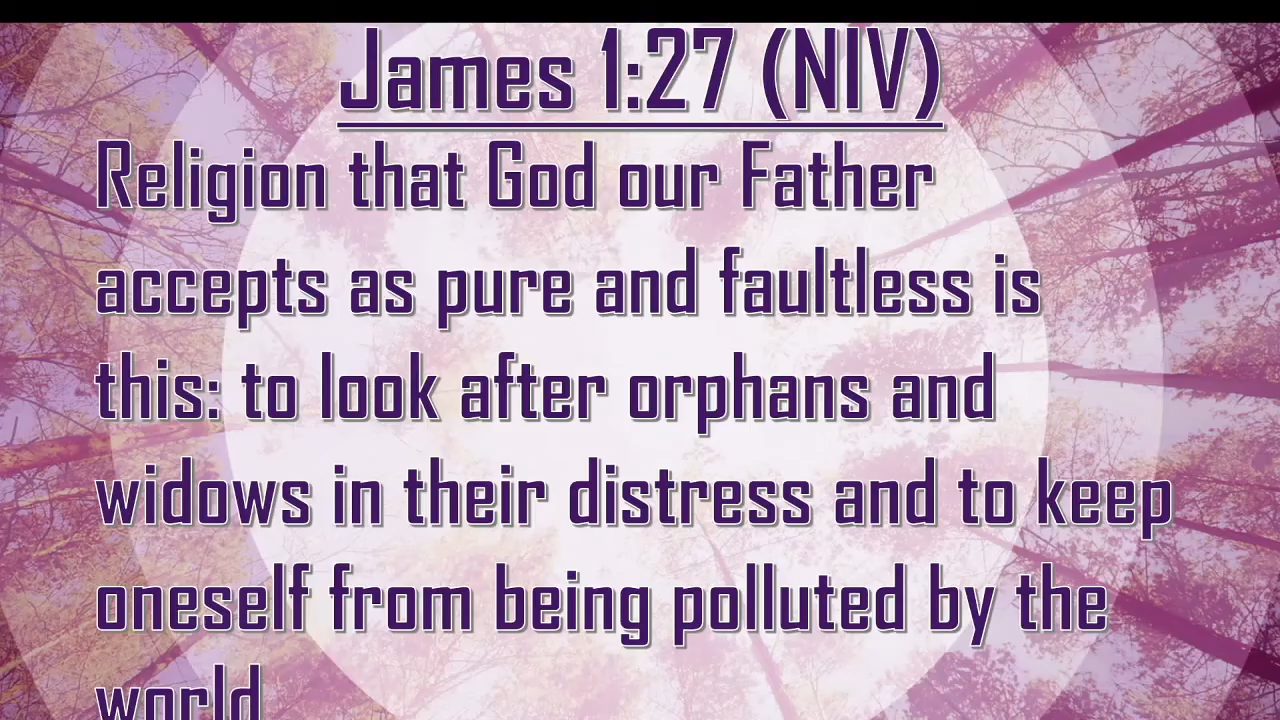 James 1:27 (NIV)
Religion that God our Father
accepts as pure and faultless is
this: to look after orphans and
widows in their distress and to keep
oneself from being polluted by the
world